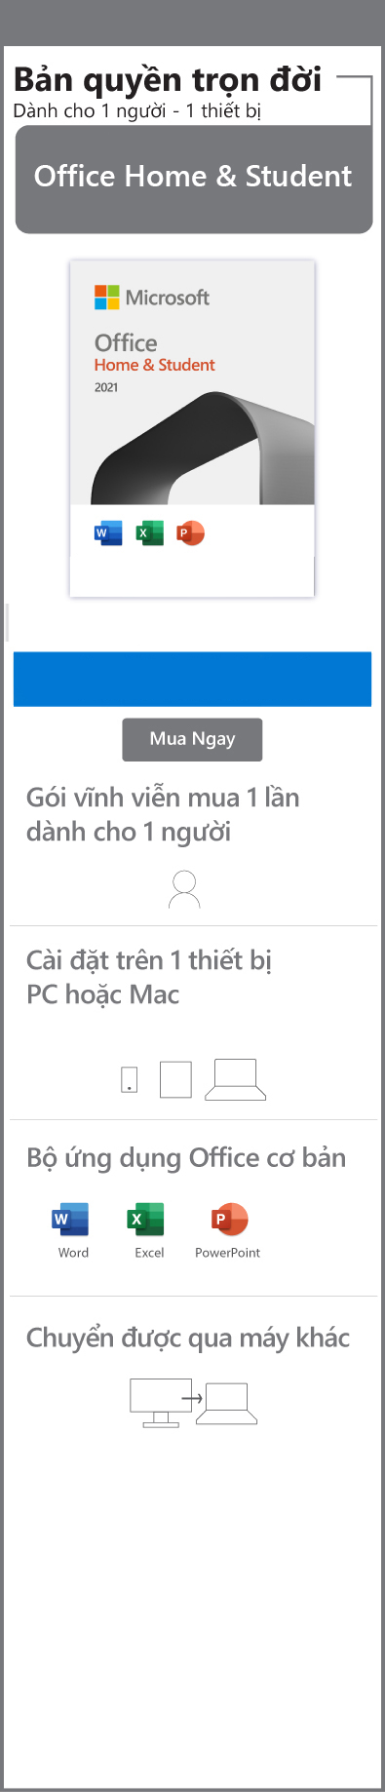 Bản quyền trọn đời
Dành cho 1 người - 1 thiết bị
Office Home & Student
Microsoft
Office
Home & Student
2021
W X P
Mua Ngay
Gói vĩnh viễn mua 1 lần
dành cho 1 người
Cài đặt trên 1 thiết bị
PC hoặc Mac
Bộ ứng dụng Office cơ bản
W X P
Word Excel PowerPoint
Chuyển được qua máy khác